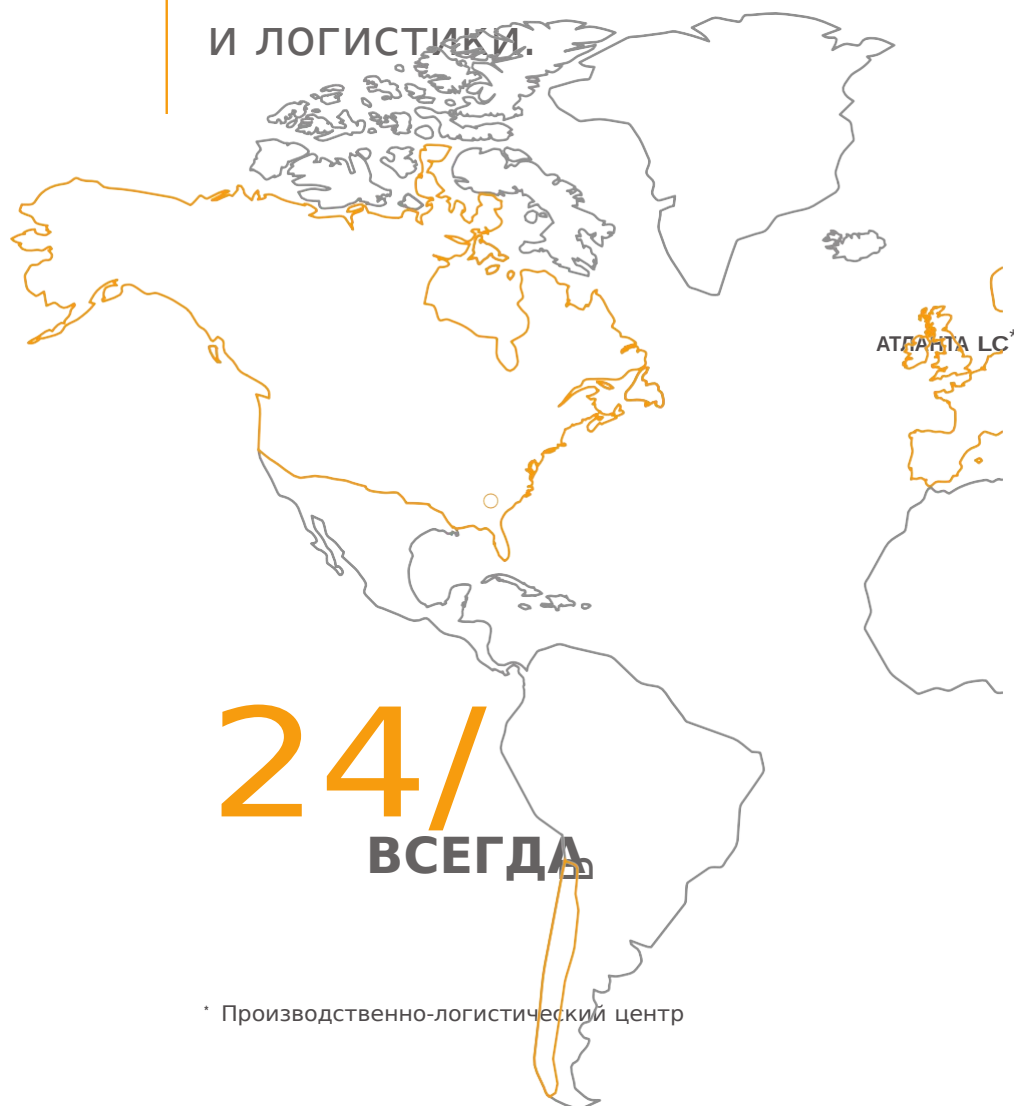 и логистики.
АТЛАНТА LC*
24/
ВСЕГДА
* Производственно-логистический центр